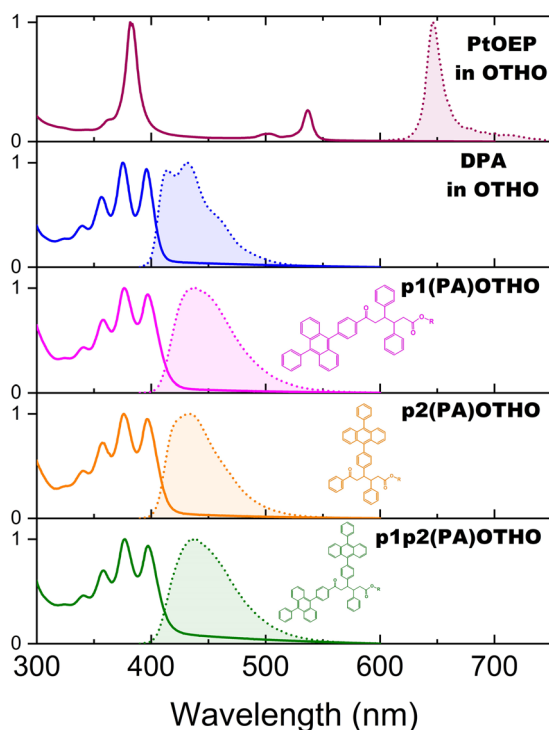 1
PtOEP
in OTHO
0
1
DPA
in OTHO
0
1
p1(PA)OTHO
O
O
O
R
0
1
p2(PA)OTHO
O
O
O
R
0
1
p1p2(PA)OTHO
O
O
O
R
0
300 400 500 600 700
Wavelength (nm)